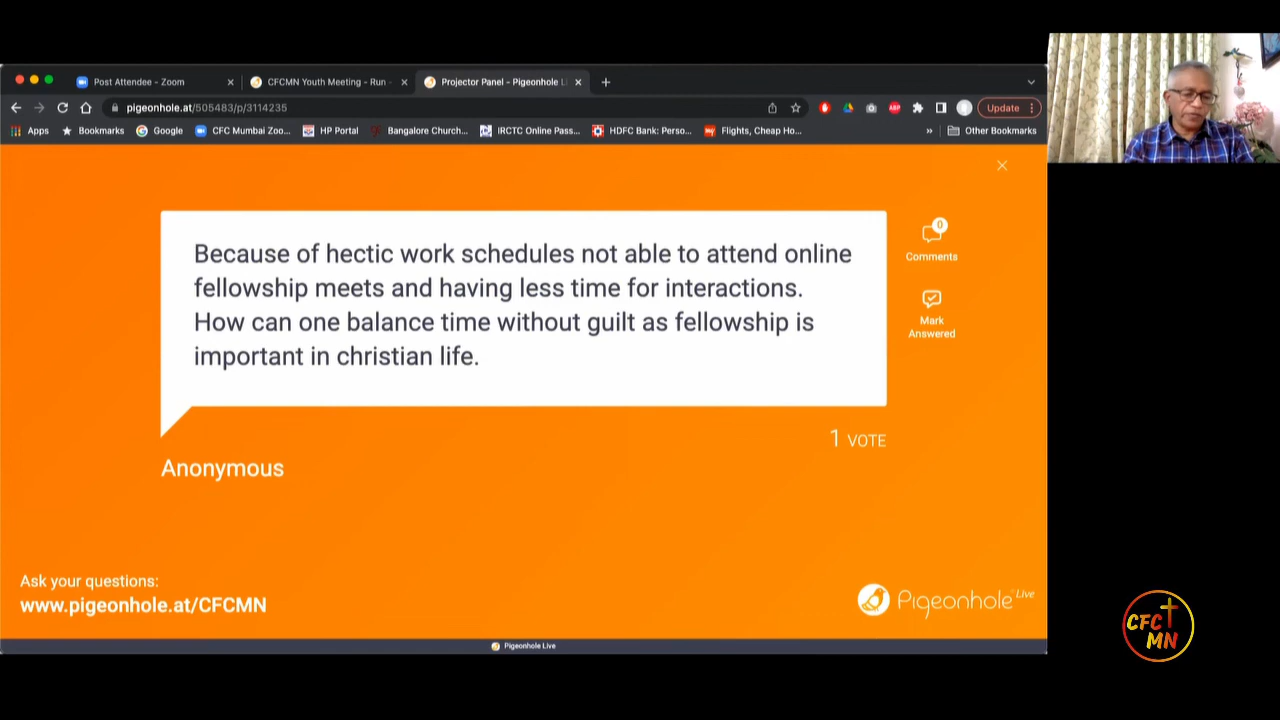 Post Attendee - Zoom
CFCMN Youth Meeting - Run -
Projector Panel - Pigeonhole L
pigeonhole.at/505483/p/3114235
Update
Apps
Bookmarks
Google
CFC Mumbai Zoo...
HP Portal
Bangalore Church...
IRCTC Online Pass...
HDFC Bank: Perso...
Flights, Cheap Ho...
»
Other Bookmarks
Because of hectic work schedules not able to attend online
fellowship meets and having less time for interactions.
How can one balance time without guilt as fellowship is
important in christian life.
0
Comments
Mark
Answered
1 VOTE
Anonymous
Ask your questions:
www.pigeonhole.at/CFCMN
Pigeonhole Live
Pigeonhole Live
CFC
MN